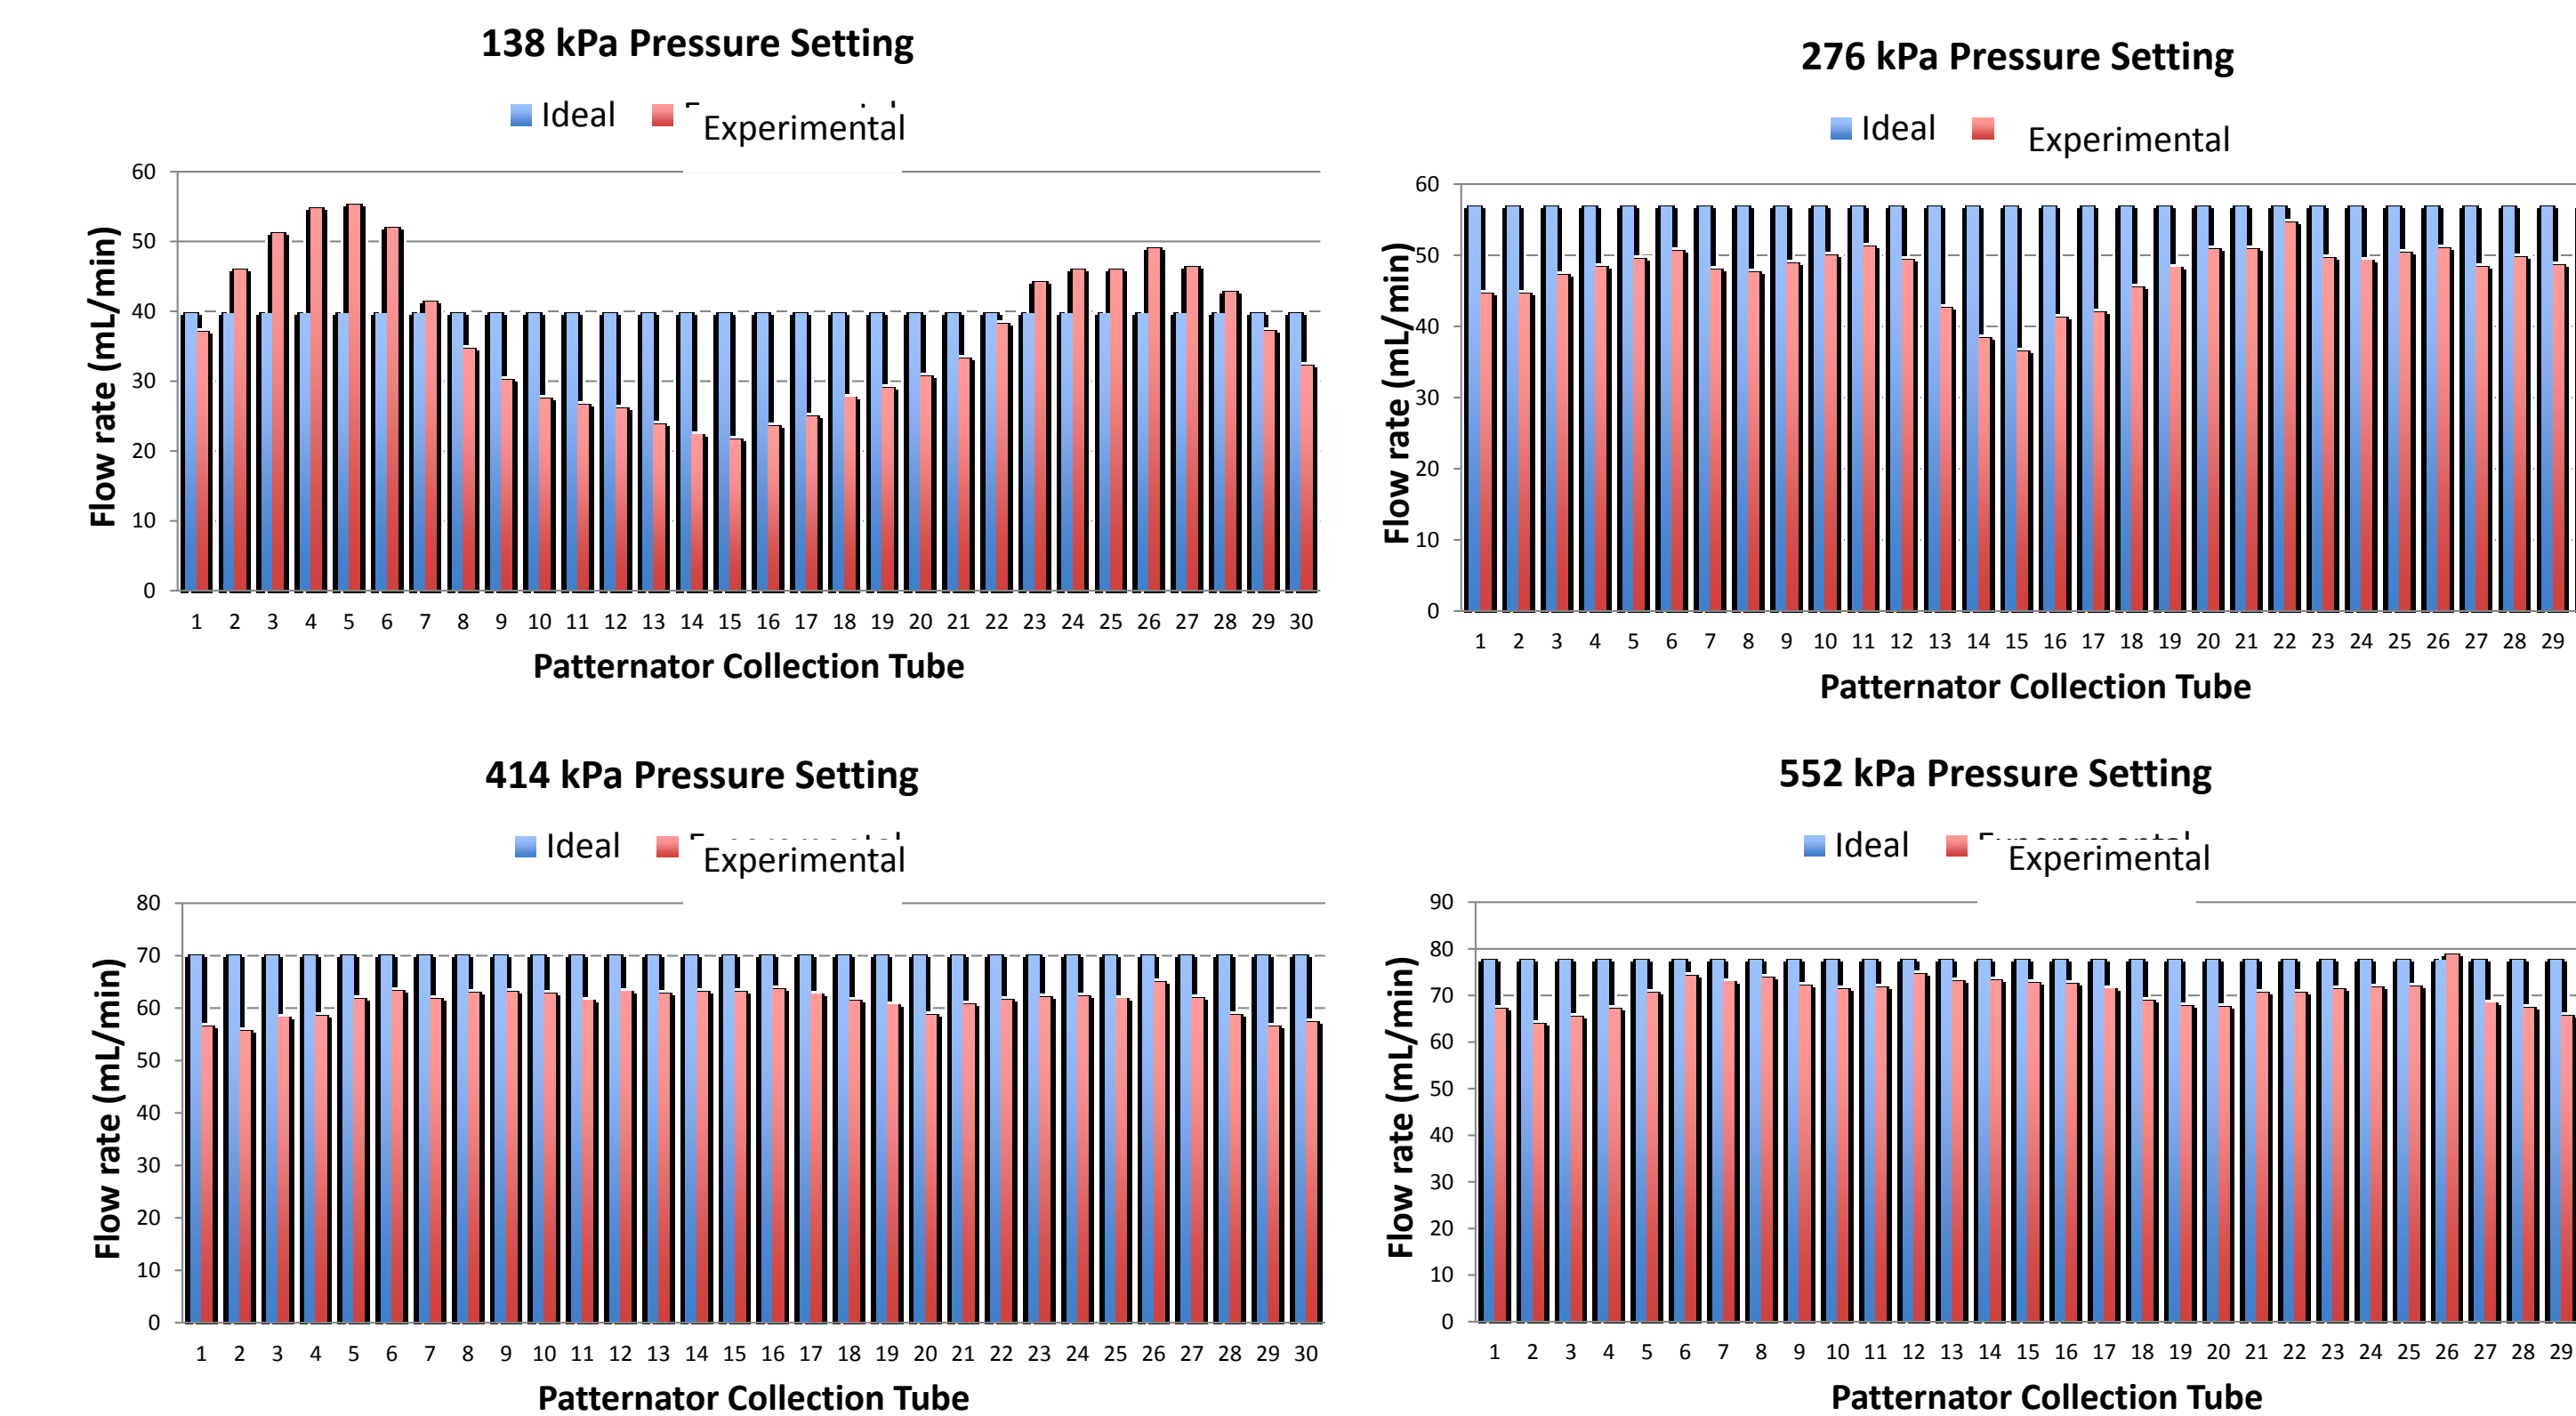 138 kPa Pressure Setting
Ideal Experimental
60
50
40
30
20
10
0
Flow rate (mL/min)
1 2 3 4 5 6 7 8 9 10 11 12 13 14 15 16 17 18 19 20 21 22 23 24 25 26 27 28 29 30
Patternator Collection Tube
276 kPa Pressure Setting
Ideal Experimental
60
50
40
30
20
10
0
Flow rate (mL/min)
1 2 3 4 5 6 7 8 9 10 11 12 13 14 15 16 17 18 19 20 21 22 23 24 25 26 27 28 29
Patternator Collection Tube
414 kPa Pressure Setting
Ideal Experimental
80
70
60
50
40
30
20
10
0
Flow rate (mL/min)
1 2 3 4 5 6 7 8 9 10 11 12 13 14 15 16 17 18 19 20 21 22 23 24 25 26 27 28 29 30
Patternator Collection Tube
552 kPa Pressure Setting
Ideal Experimental
90
80
70
60
50
40
30
20
10
0
Flow rate (mL/min)
1 2 3 4 5 6 7 8 9 10 11 12 13 14 15 16 17 18 19 20 21 22 23 24 25 26 27 28 29
Patternator Collection Tube